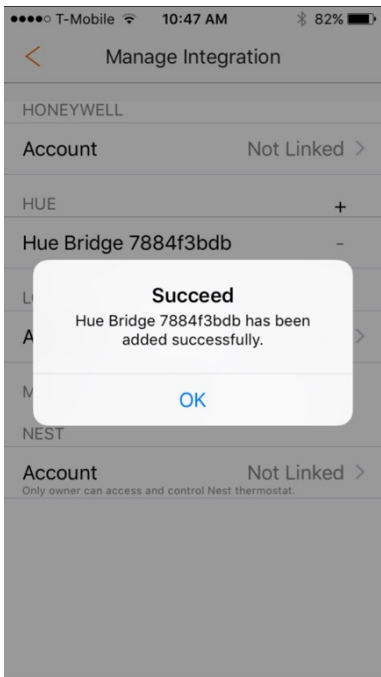 T-Mobile 10:47 AM 82%
Manage Integration
HONEYWELL
Account Not Linked >
HUE +
Hue Bridge 7884f3bdb -
Succeed
Hue Bridge 7884f3bdb has been
added successfully.
OK
NEST
Account Not Linked >
Only owner can access and control Nest thermostat.